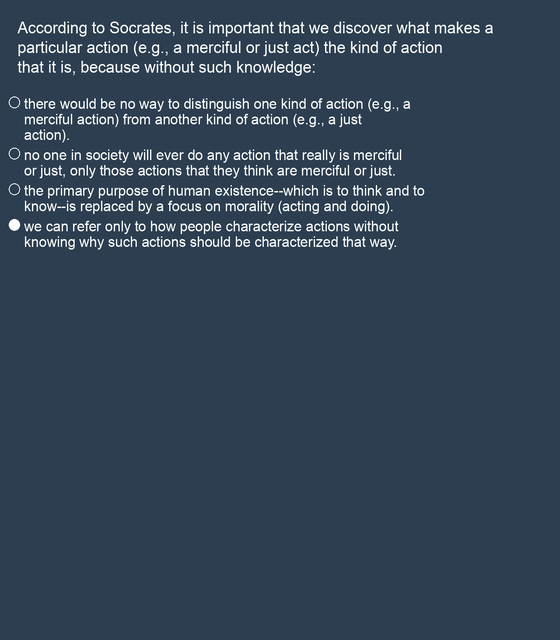 According to Socrates, it is important that we discover what makes a
particular action (e.g., a merciful or just act) the kind of action
that it is, because without such knowledge:
there would be no way to distinguish one kind of action (e.g., a
merciful action) from another kind of action (e.g., a just
action).
no one in society will ever do any action that really is merciful
or just, only those actions that they think are merciful or just.
the primary purpose of human existence--which is to think and to
know--is replaced by a focus on morality (acting and doing).
we can refer only to how people characterize actions without
knowing why such actions should be characterized that way.